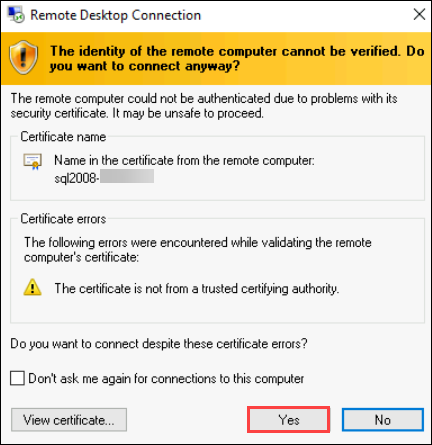 Remote Desktop Connection
The identity of the remote computer cannot be verified. Do
you want to connect anyway?
The remote computer could not be authenticated due to problems with its
security certificate. It may be unsafe to proceed.
Certificate name
Name in the certificate from the remote computer:
sql2008-
Certificate errors
The following errors were encountered while validating the remote
computer's certificate:
The certificate is not from a trusted certifying authority.
Do you want to connect despite these certificate errors?
Don't ask me again for connections to this computer
View certificate... Yes No